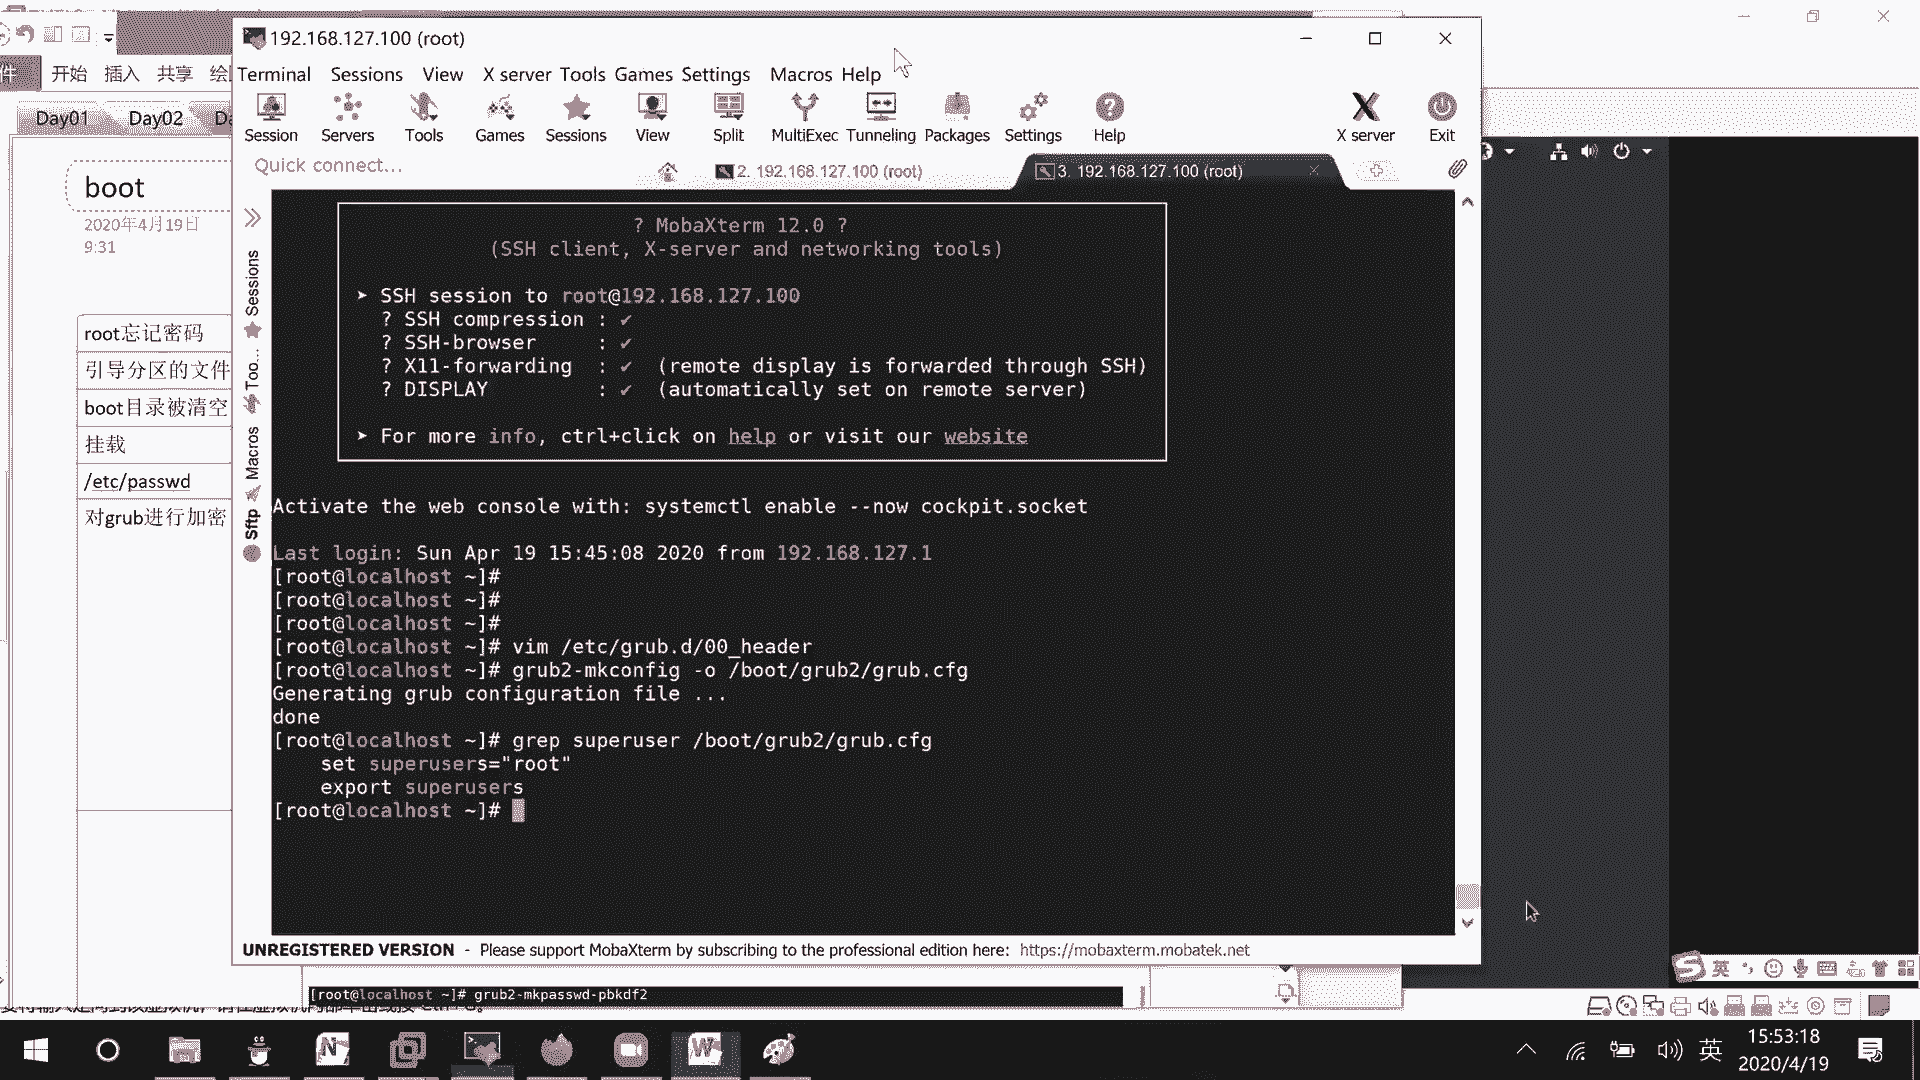 192.168.127.100 (root)
件 开始 插入 共享
Terminal Sessions View X server Tools Games Settings Macros Help
Day01 Day02
Session Servers Tools Games Sessions View Split MultiExec Tunneling Packages Settings Help X server Exit
Quick connect...
2. 192.168.127.100 (root)
3. 192.168.127.100 (root)
boot
2020年4月19日
9:31
root忘记密码
引导分区的文件
boot目录被清空
挂载
/etc/passwd
对grub进行加密
Sessions
Too...
Macros
Sftp
? MobaXterm 12.0 ?
(SSH client, X-server and networking tools)
➤ SSH session to root@192.168.127.100
? SSH compression : ✔
? SSH-browser : ✔
? X11-forwarding : ✔ (remote display is forwarded through SSH)
? DISPLAY : ✔ (automatically set on remote server)
➤ For more info, ctrl+click on help or visit our website
Activate the web console with: systemctl enable --now cockpit.socket
Last login: Sun Apr 19 15:45:08 2020 from 192.168.127.1
[root@localhost ~]#
[root@localhost ~]#
[root@localhost ~]#
[root@localhost ~]# vim /etc/grub.d/00_header
[root@localhost ~]# grub2-mkconfig -o /boot/grub2/grub.cfg
Generating grub configuration file ...
done
[root@localhost ~]# grep superuser /boot/grub2/grub.cfg
set superusers="root"
export superusers
[root@localhost ~]#
UNREGISTERED VERSION - Please support MobaXterm by subscribing to the professional edition here: https://mobaxterm.mobatek.net
英
[root@localhost ~]# grub2-mkpasswd-pbkdf2
英
15:53:18
2020/4/19